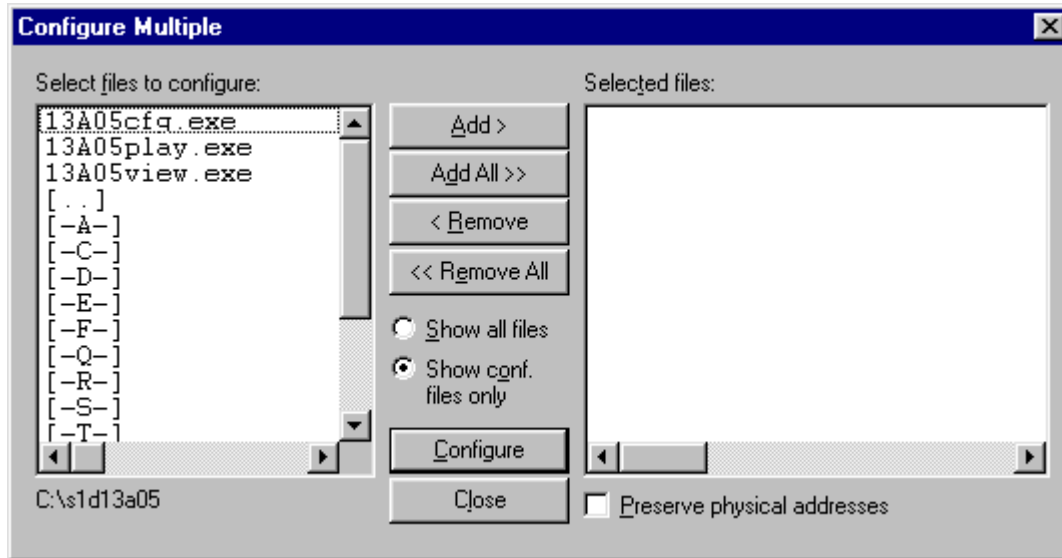 Configure Multiple
Select files to configure:
13A05cfg.exe
13A05play.exe
13A05view.exe
[..]
[-A-]
[-C-]
[-D-]
[-E-]
[-F-]
[-Q-]
[-R-]
[-S-]
[-T-]
C:\s1d13a05
Add >
Add All >>
< Remove
<< Remove All
Show all files
Show conf.
files only
Configure
Close
Selected files:
Preserve physical addresses